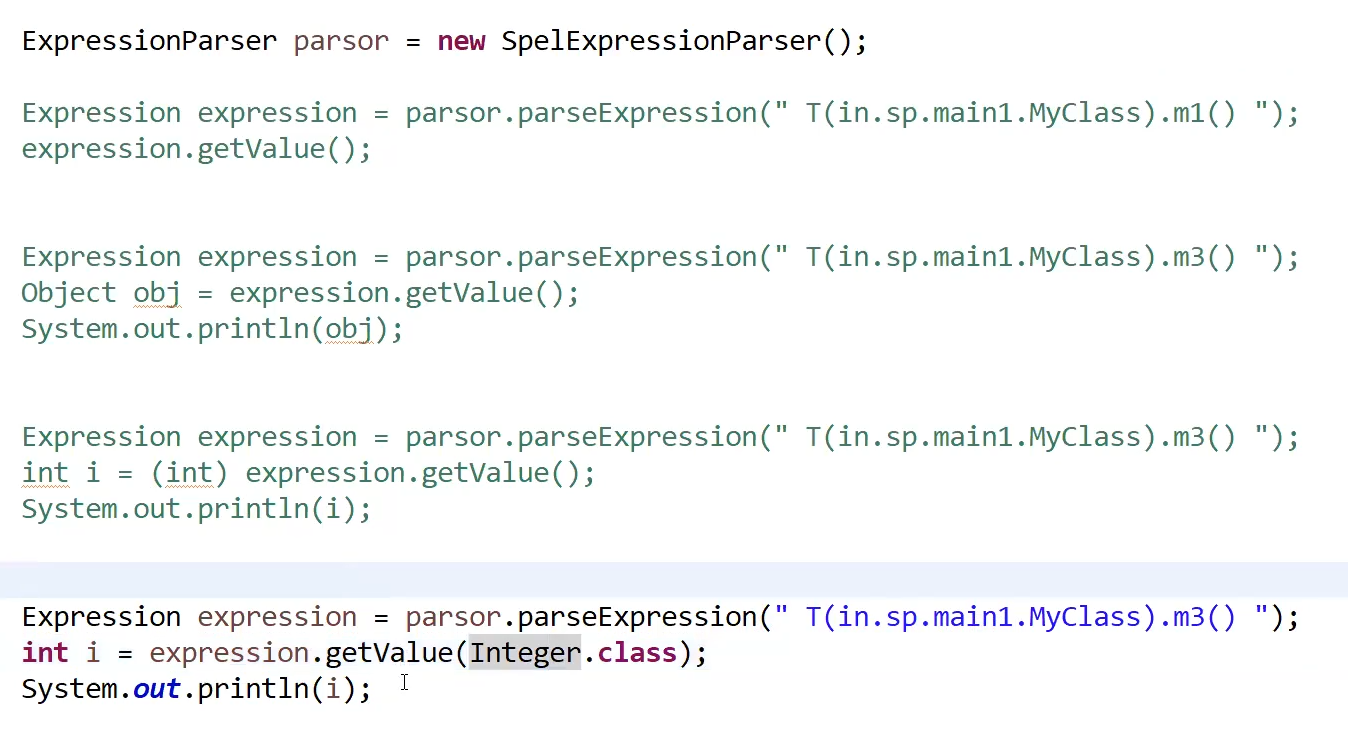 ExpressionParser parsor = new SpelExpressionParser();
Expression expression = parsor.parseExpression(" T(in.sp.main1.MyClass).m1() ");
expression.getValue();
Expression expression = parsor.parseExpression(" T(in.sp.main1.MyClass).m3() ");
Object obj = expression.getValue();
System.out.println(obj);
Expression expression = parsor.parseExpression(" T(in.sp.main1.MyClass).m3() ");
int i = (int) expression.getValue();
System.out.println(i);
Expression expression = parsor.parseExpression(" T(in.sp.main1.MyClass).m3() ");
int i = expression.getValue(Integer.class);
System.out.println(i);